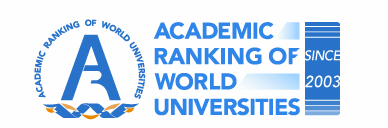 ACADEMIC RANKING OF WORLD UNIVERSITIES
A
ACADEMIC
RANKING OF
WORLD
UNIVERSITIES
SINCE
2003